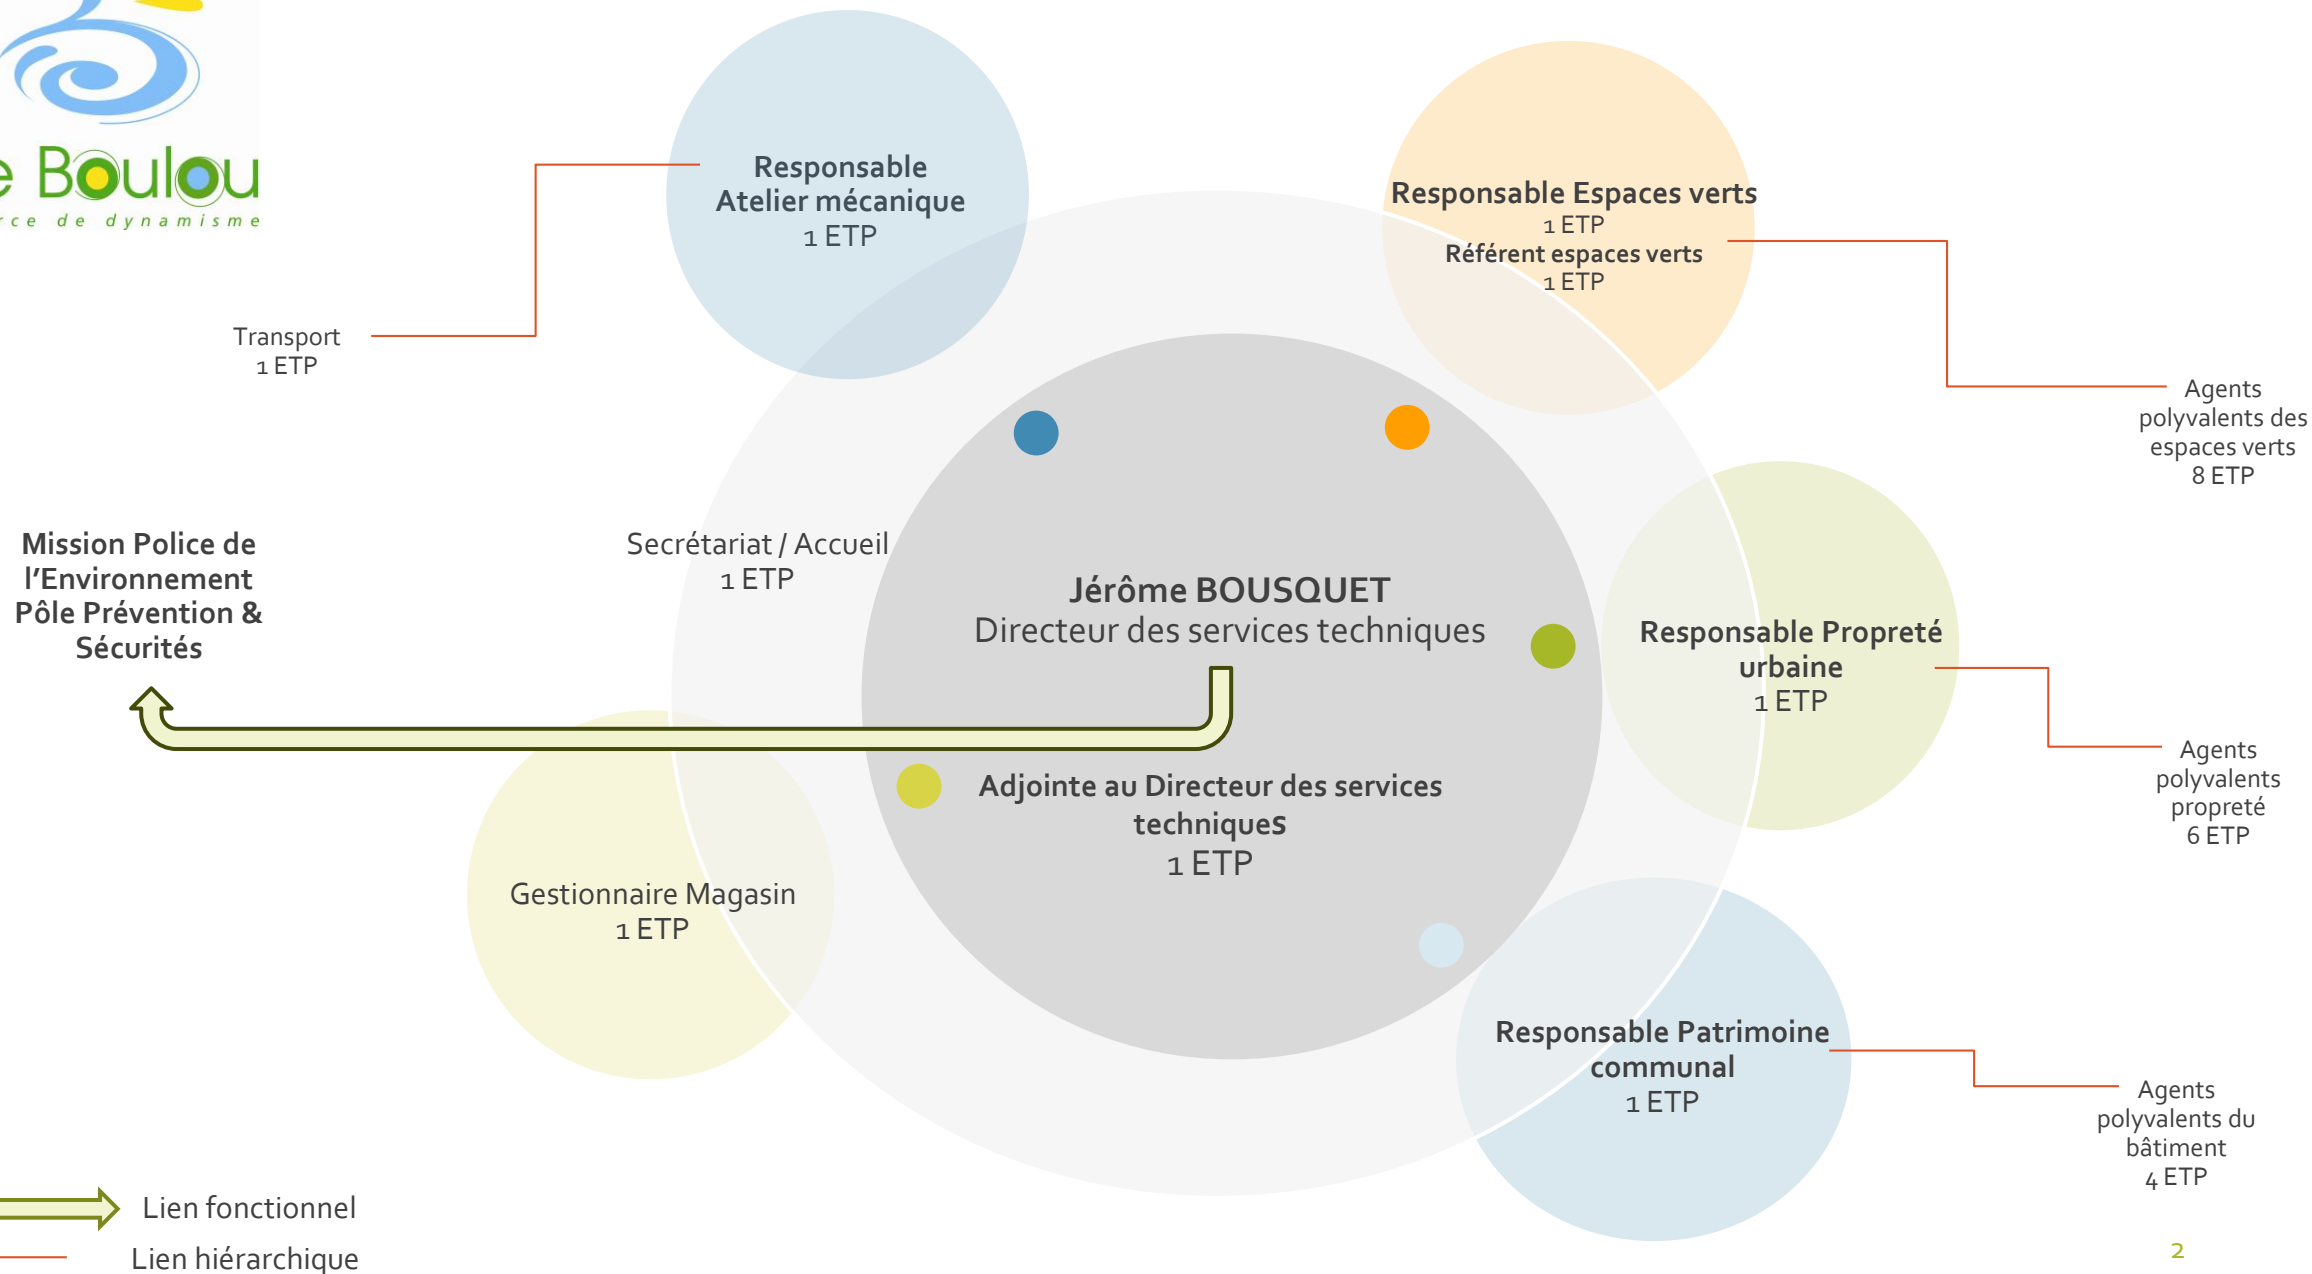 e Boulou
rce de dynamisme
Responsable
Atelier mécanique
1 ETP
Responsable Espaces verts
1 ETP
Référent espaces verts
1 ETP
Transport
1 ETP
Agents
polyvalents des
espaces verts
8 ETP
Mission Police de
l'Environnement
Pôle Prévention &
Sécurités
Secrétariat / Accueil
1 ETP
Jérôme BOUSQUET
Directeur des services techniques
Responsable Propreté
urbaine
1 ETP
Agents
polyvalents
propreté
6 ETP
Adjointe au Directeur des services
techniques
1 ETP
Gestionnaire Magasin
1 ETP
Responsable Patrimoine
communal
1 ETP
Agents
polyvalents du
bâtiment
4 ETP
Lien fonctionnel
Lien hiérarchique
2